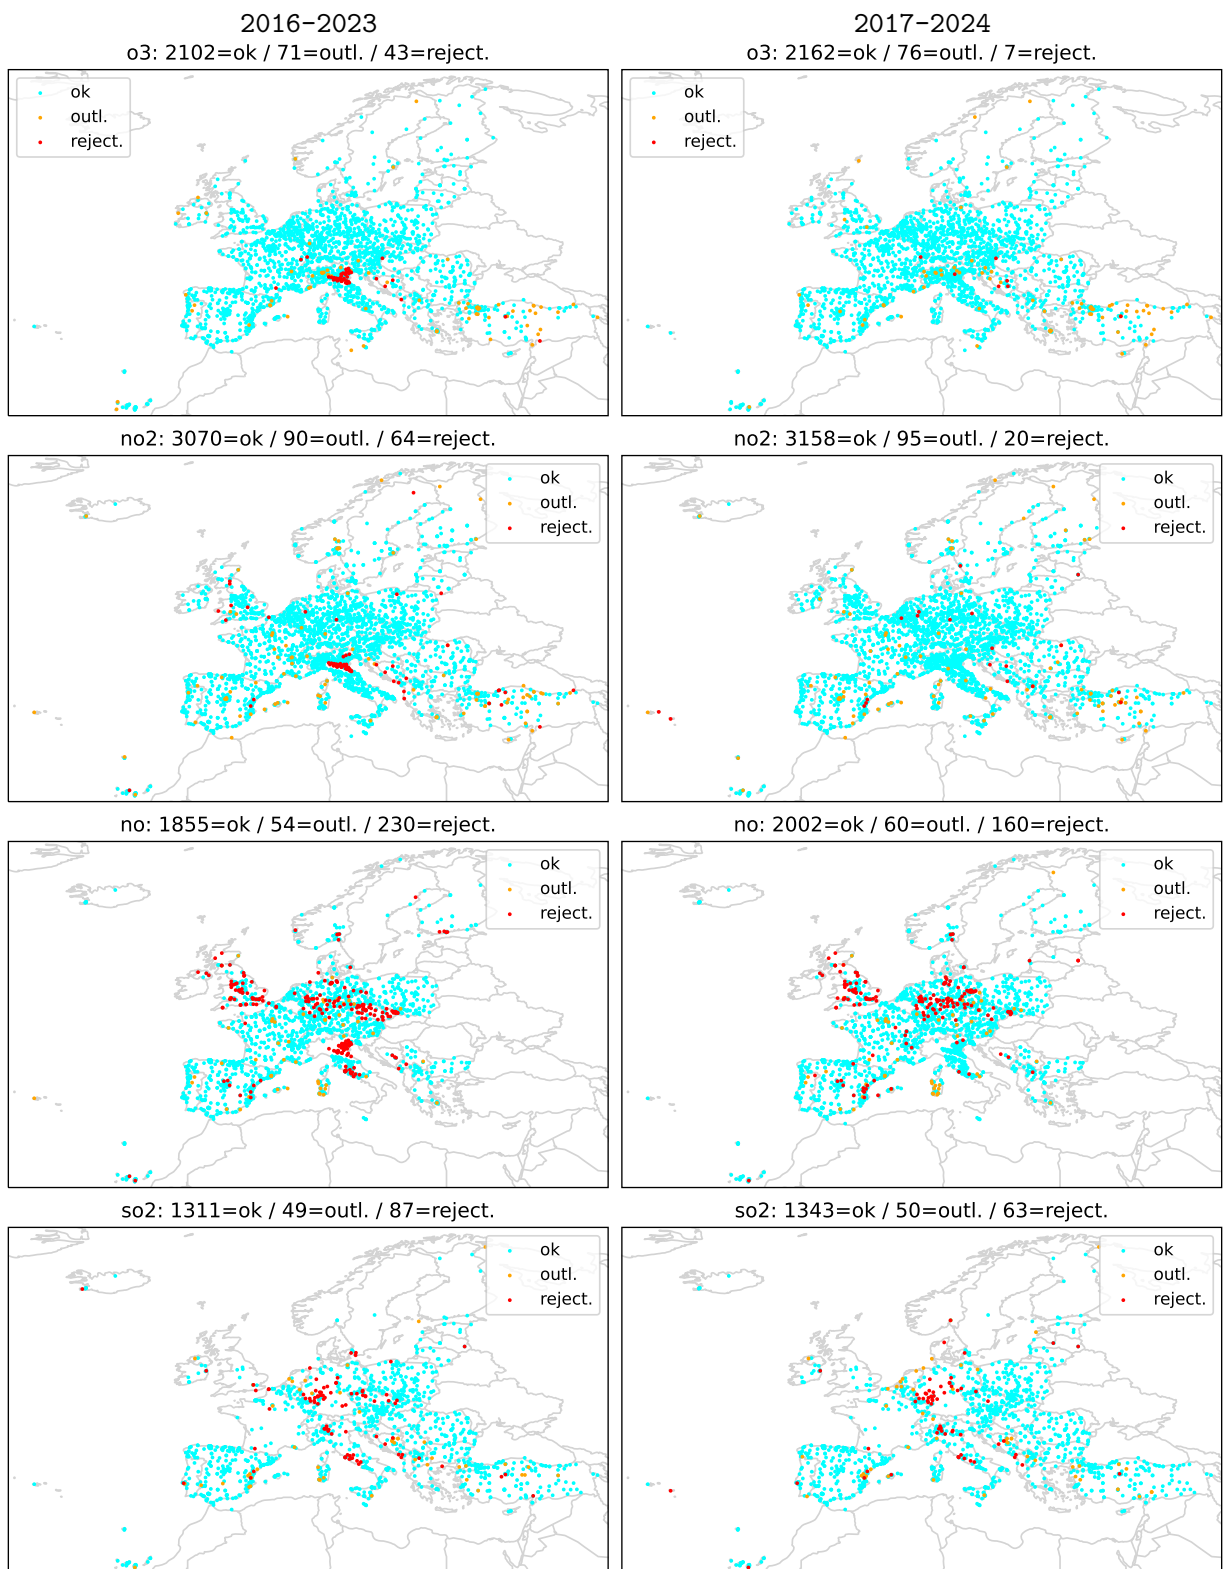 2016-2023
2017-2024
o3: 2102=ok / 71=outl. / 43=reject.
o3: 2162=ok / 76=outl. / 7=reject.
ok
outl.
reject.
ok
outl.
reject.
no2: 3070=ok / 90=outl. / 64=reject.
no2: 3158=ok / 95=outl. / 20=reject.
ok
outl.
reject.
ok
outl.
reject.
no: 1855=ok / 54=outl. / 230=reject.
no: 2002=ok / 60=outl. / 160=reject.
ok
outl.
reject.
ok
outl.
reject.
so2: 1311=ok / 49=outl. / 87=reject.
so2: 1343=ok / 50=outl. / 63=reject.
ok
outl.
reject.
ok
outl.
reject.